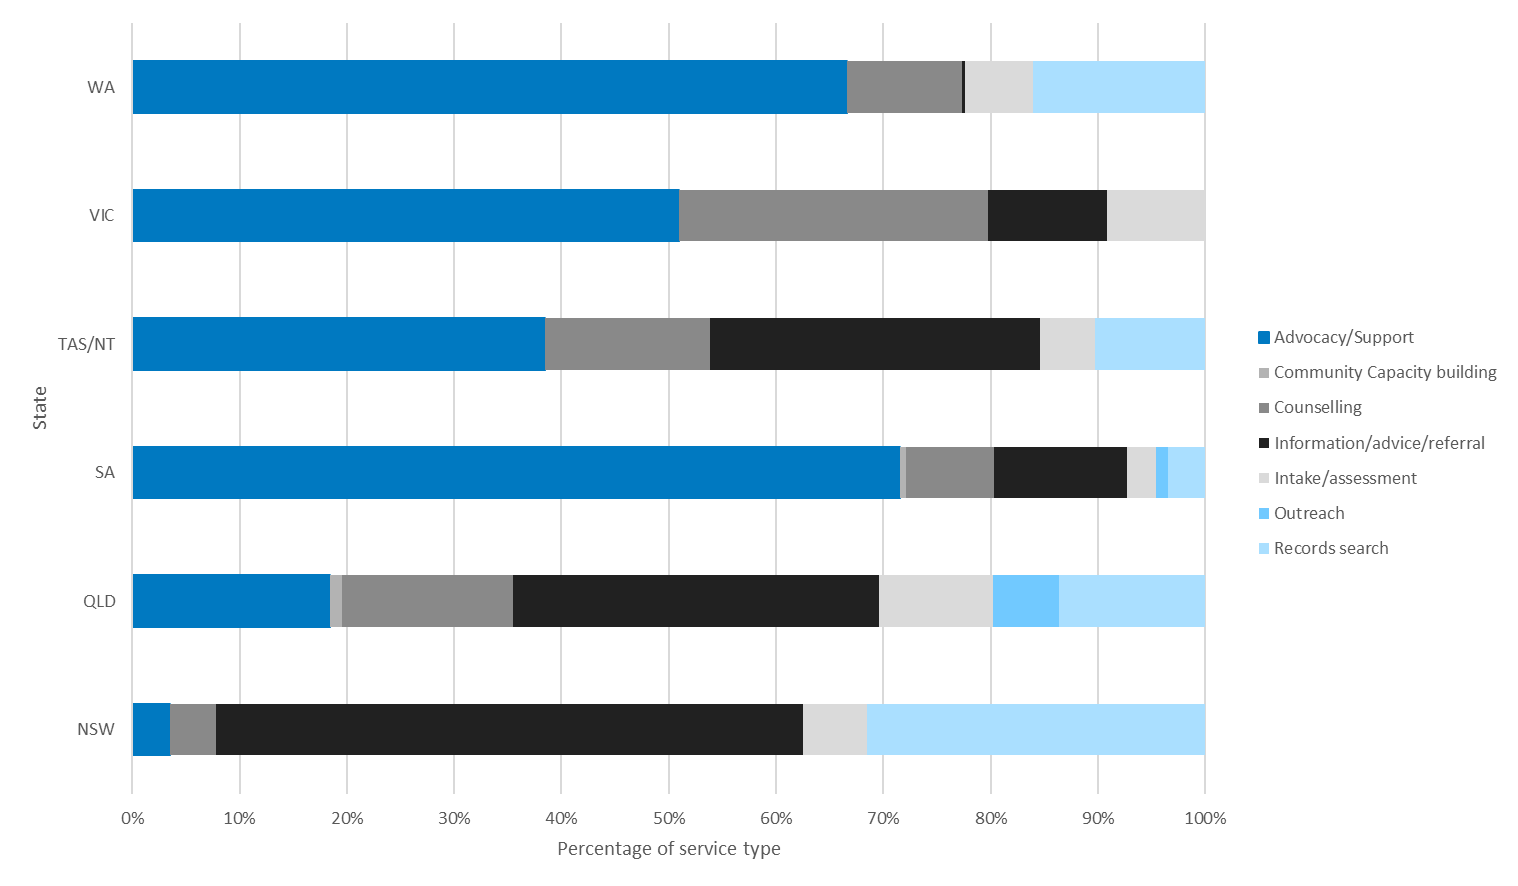 WA
VIC
TAS/NT
SA
QLD
NSW
State
0% 10% 20% 30% 40% 50% 60% 70% 80% 90% 100%
Percentage of service type
Advocacy/Support
Community Capacity building
Counselling
Information/advice/referral
Intake/assessment
Outreach
Records search